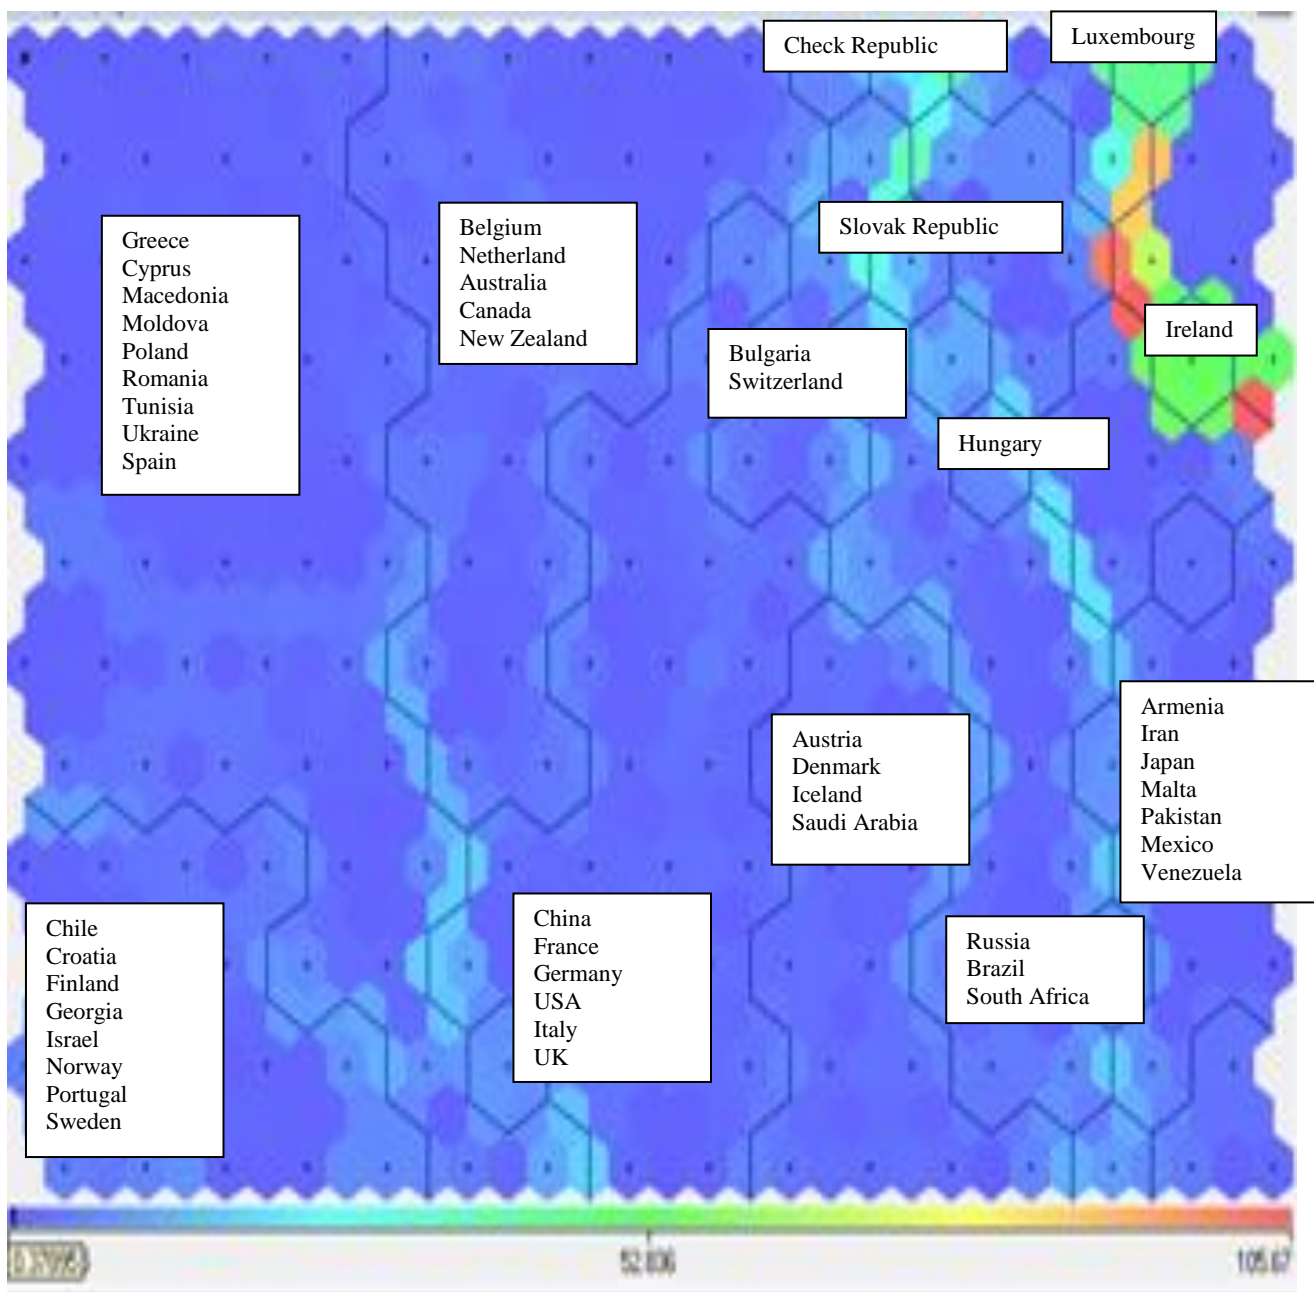 Check Republic
Luxembourg
Greece
Cyprus
Macedonia
Moldova
Poland
Romania
Tunisia
Ukraine
Spain
Belgium
Netherland
Australia
Canada
New Zealand
Slovak Republic
Ireland
Bulgaria
Switzerland
Hungary
Armenia
Iran
Japan
Malta
Pakistan
Mexico
Venezuela
Austria
Denmark
Iceland
Saudi Arabia
Chile
Croatia
Finland
Georgia
Israel
Norway
Portugal
Sweden
China
France
Germany
USA
Italy
UK
Russia
Brazil
South Africa
105.67